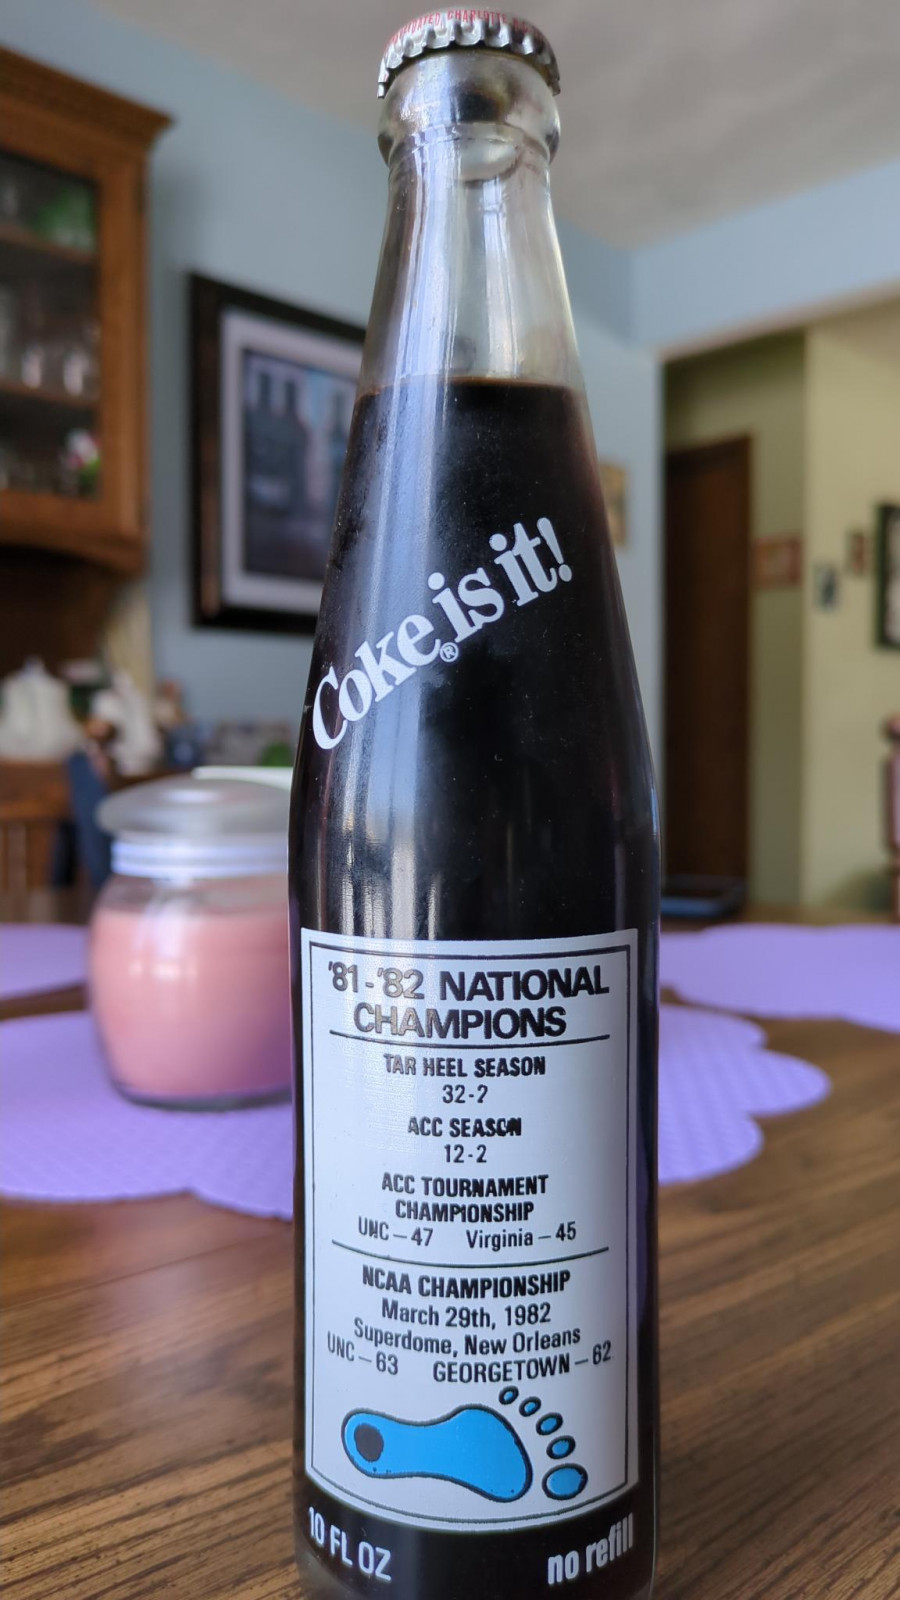 CHARLOTTE
Coke® is it!
'81-'82 NATIONAL
CHAMPIONS
TAR HEEL SEASON
32-2
ACC SEASON
12-2
ACC TOURNAMENT
CHAMPIONSHIP
UNC – 47 Virginia – 45
NCAA CHAMPIONSHIP
March 29th, 1982
Superdome, New Orleans
UNC – 63 GEORGETOWN – 62
10 FL OZ
no refill